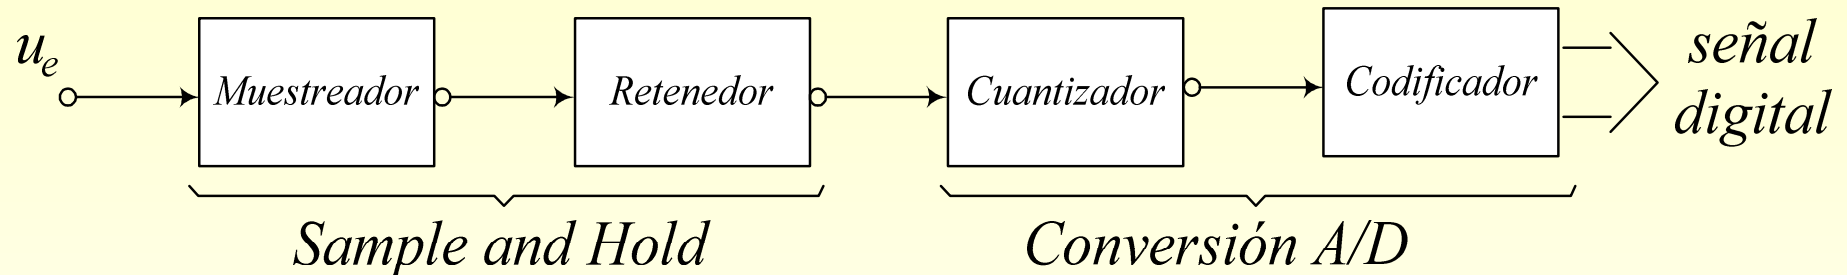 u_e
Muestreador
Retenedor
Cuantizador
Codificador
señal
digital
Sample and Hold
Conversión A/D